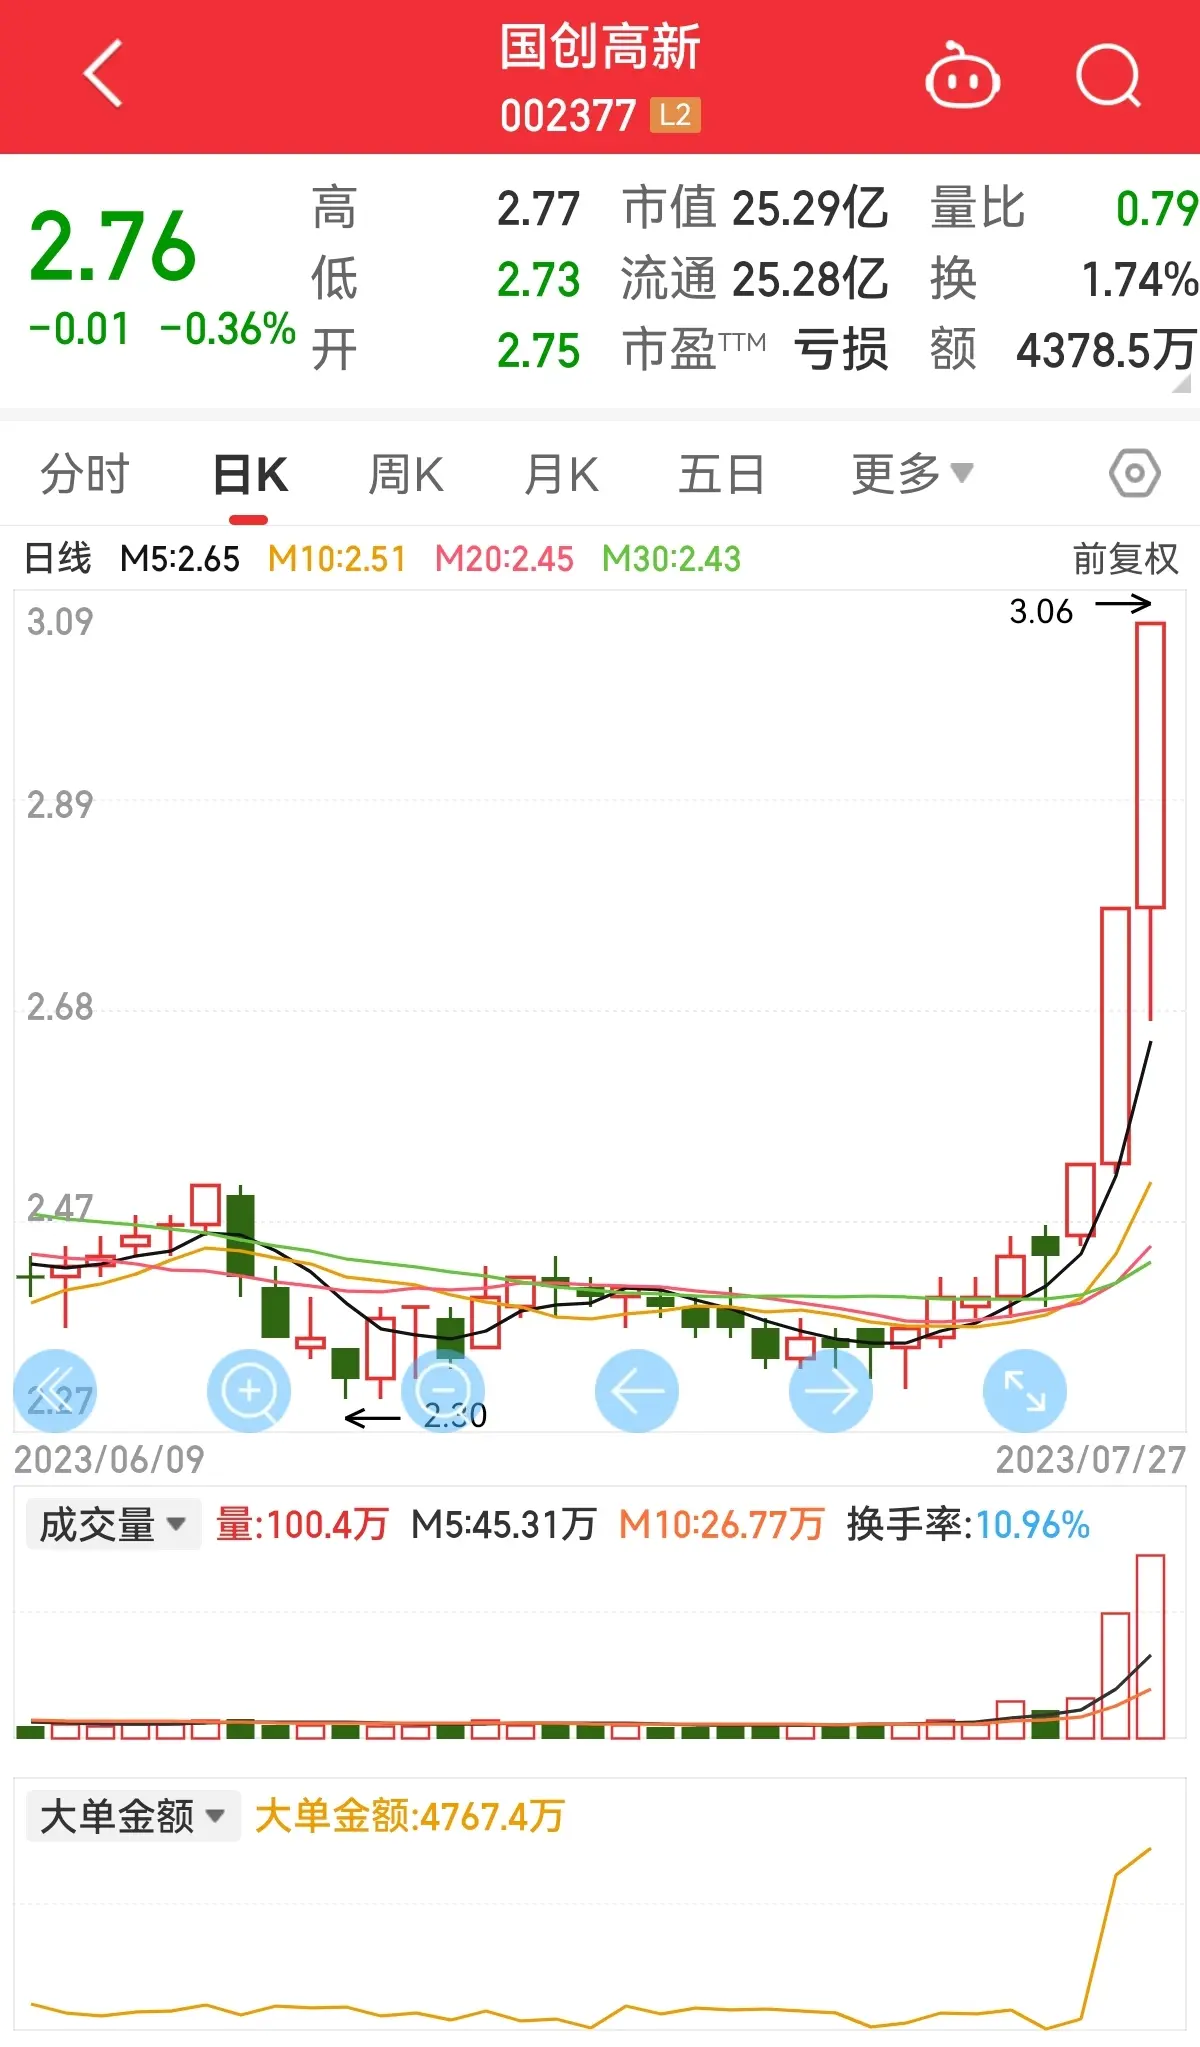 国创高新
002377 L2
2.76 高 2.77 市值 25.29亿 量比 0.79
低 2.73 流通 25.28亿 换 1.74%
-0.01 -0.36% 开 2.75 市盈TTM 亏损 额 4378.5万
分时 日K 周K 月K 五日 更多
日线 M5:2.65 M10:2.51 M20:2.45 M30:2.43 前复权
3.09
3.06
2.89
2.68
2.47
2.27
2.30
2023/06/09 2023/07/27
成交量 量:100.4万 M5:45.31万 M10:26.77万 换手率:10.96%
大单金额 大单金额:4767.4万